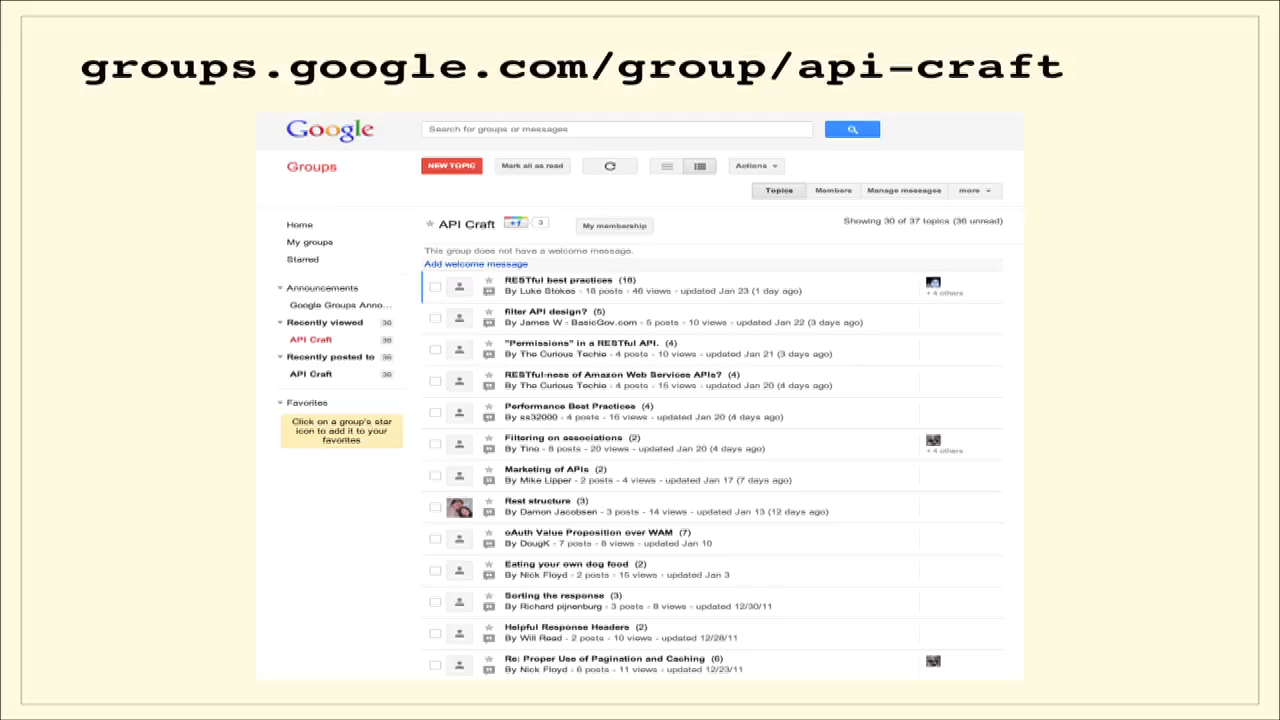 groups.google.com/group/api-craft
Google
Search for groups or messages
Groups
NEW TOPIC
Mark all as read
Actions
Topics
Members
Manage messages
more
Home
My groups
Starred
Announcements
Google Groups Anno...
Recently viewed 36
API Craft 36
Recently posted to 36
API Craft 36
Favorites
Click on a group's star
icon to add it to your
favorites
API Craft +1 3
My membership
Showing 30 of 37 topics (36 unread)
This group does not have a welcome message.
Add welcome message
RESTful best practices (18)
By Luke Stokes - 18 posts - 46 views - updated Jan 23 (1 day ago)
+ 4 others
filter API design? (5)
By James W - BasicGov.com - 5 posts - 10 views - updated Jan 22 (3 days ago)
"Permissions" in a RESTful API. (4)
By The Curious Techie - 4 posts - 10 views - updated Jan 21 (3 days ago)
RESTful-ness of Amazon Web Services APIs? (4)
By The Curious Techie - 4 posts - 15 views - updated Jan 20 (4 days ago)
Performance Best Practices (4)
By ss32000 - 4 posts - 16 views - updated Jan 20 (4 days ago)
Filtering on associations (2)
By Tino - 8 posts - 20 views - updated Jan 20 (4 days ago)
+ 4 others
Marketing of APIs (2)
By Mike Lipper - 2 posts - 4 views - updated Jan 17 (7 days ago)
Rest structure (3)
By Damon Jacobsen - 3 posts - 14 views - updated Jan 13 (12 days ago)
oAuth Value Proposition over WAM (7)
By DougK - 7 posts - 8 views - updated Jan 10
Eating your own dog food (2)
By Nick Floyd - 2 posts - 15 views - updated Jan 3
Sorting the response (3)
By Richard pijnenburg - 3 posts - 8 views - updated 12/30/11
Helpful Response Headers (2)
By Will Read - 2 posts - 10 views - updated 12/28/11
Re: Proper Use of Pagination and Caching (6)
By Nick Floyd - 6 posts - 11 views - updated 12/23/11